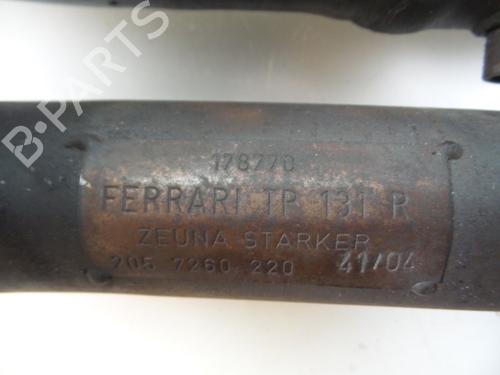 B-PARTS
178770
FERRARI TP 131 R
ZEUNA STARKER
205 7260 220 41/04